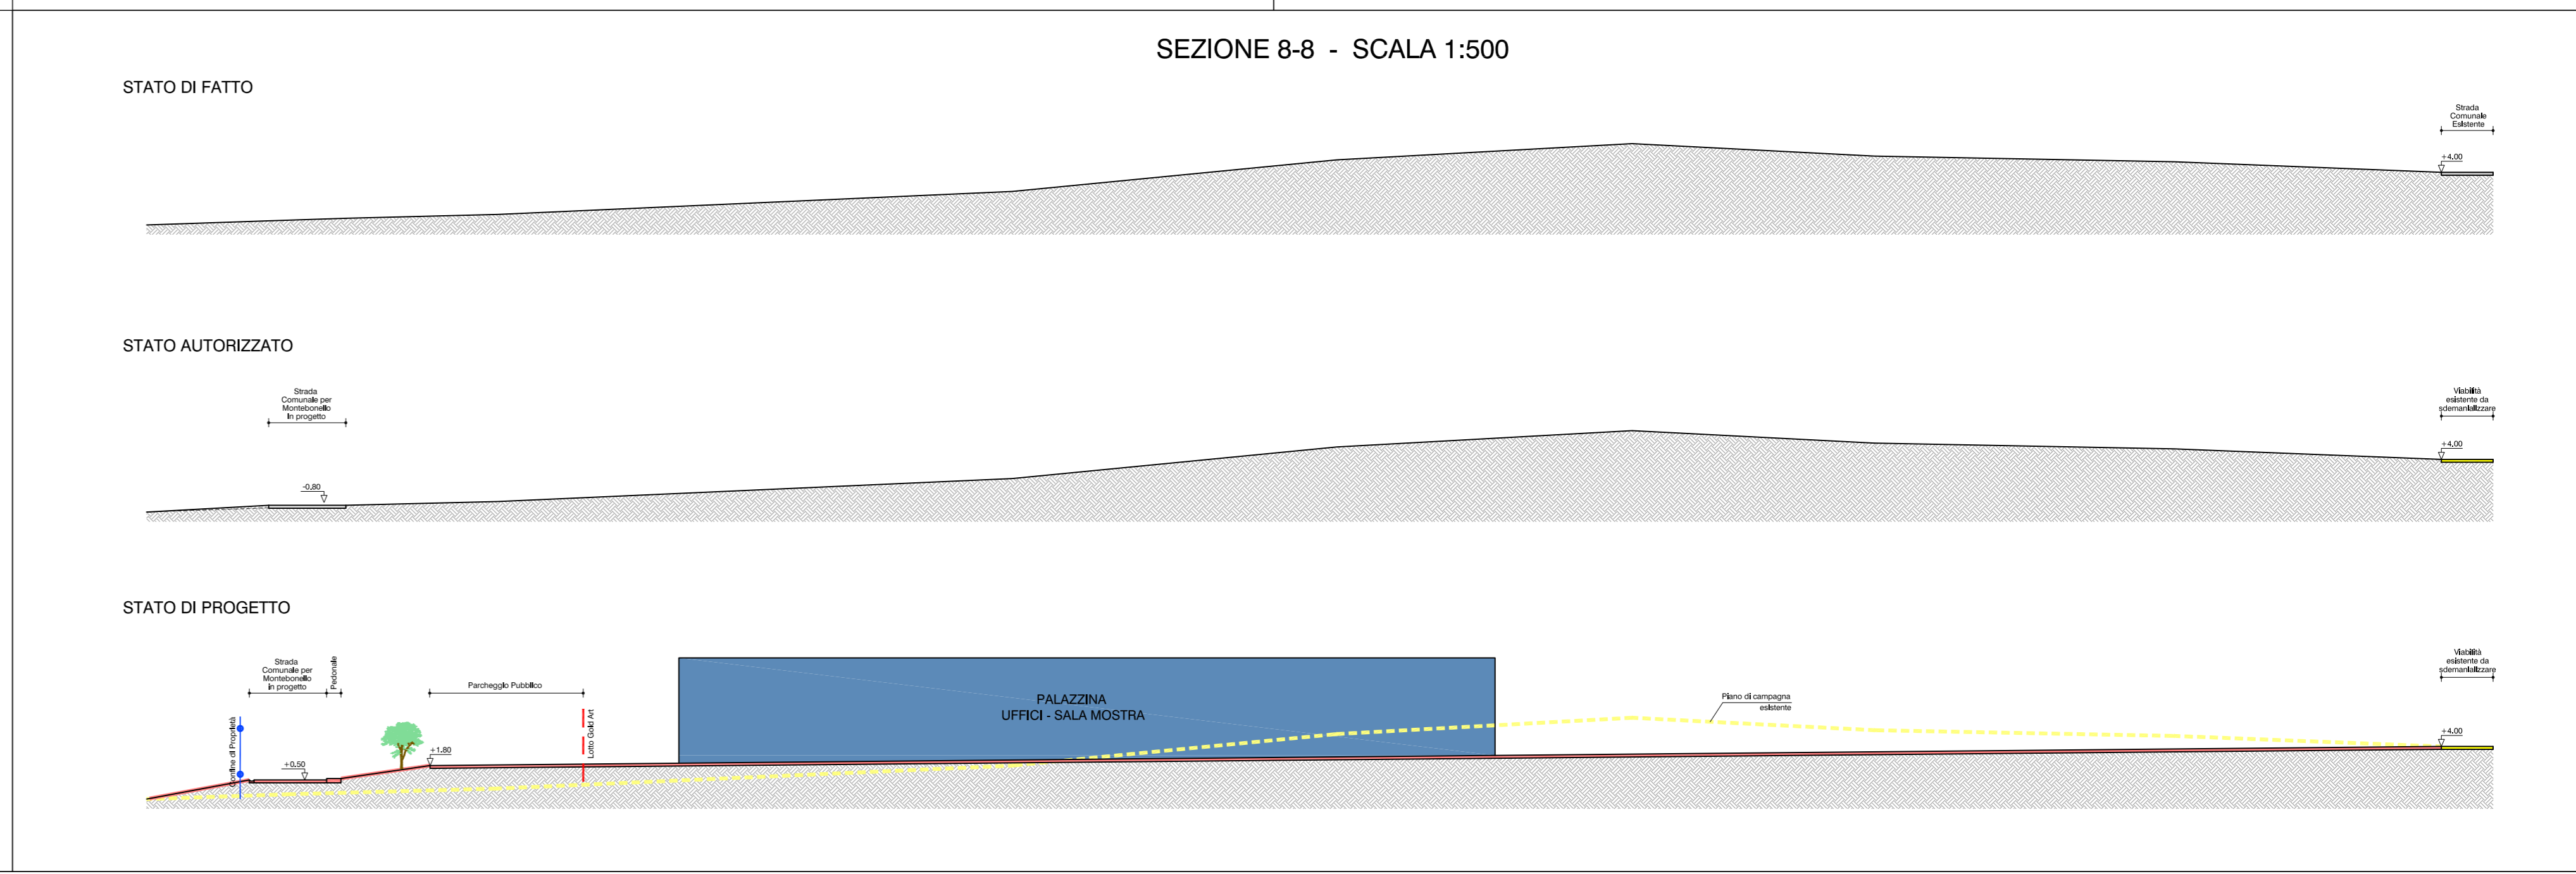 SEZIONE 8-8 - SCALA 1:500
STATO DI FATTO
Strada
Comunale
Esistente
+4,00
STATO AUTORIZZATO
Strada
Comunale per
Montebonello
In progetto
-0,80
Viabilità
esistente da
sdemanializzare
+4,00
STATO DI PROGETTO
Strada
Comunale per
Montebonello
in progetto
Pedonale
Parcheggio Pubblico
Confine di Proprietà
+0,50
+1.80
Lotto Gold Art
PALAZZINA
UFFICI - SALA MOSTRA
Piano di campagna
esistente
Viabilità
esistente da
sdemanializzare
+4,00